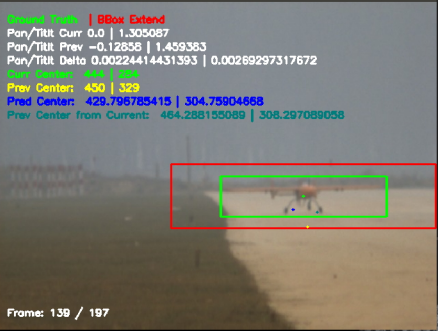 Ground Truth | BBox Extend
Pan/Tilt Curr 0.0 | 1.305087
Pan/Tilt Prev -0.12858 | 1.459383
Pan/Tilt Delta 0.00224414431393 | 0.00269297317672
Curr Center: 444 | 284
Prev Center: 450 | 329
Pred Center: 429.796785415 | 304.75904668
Prev Center from Current: 464.288155089 | 308.297089058
Frame: 139 / 197